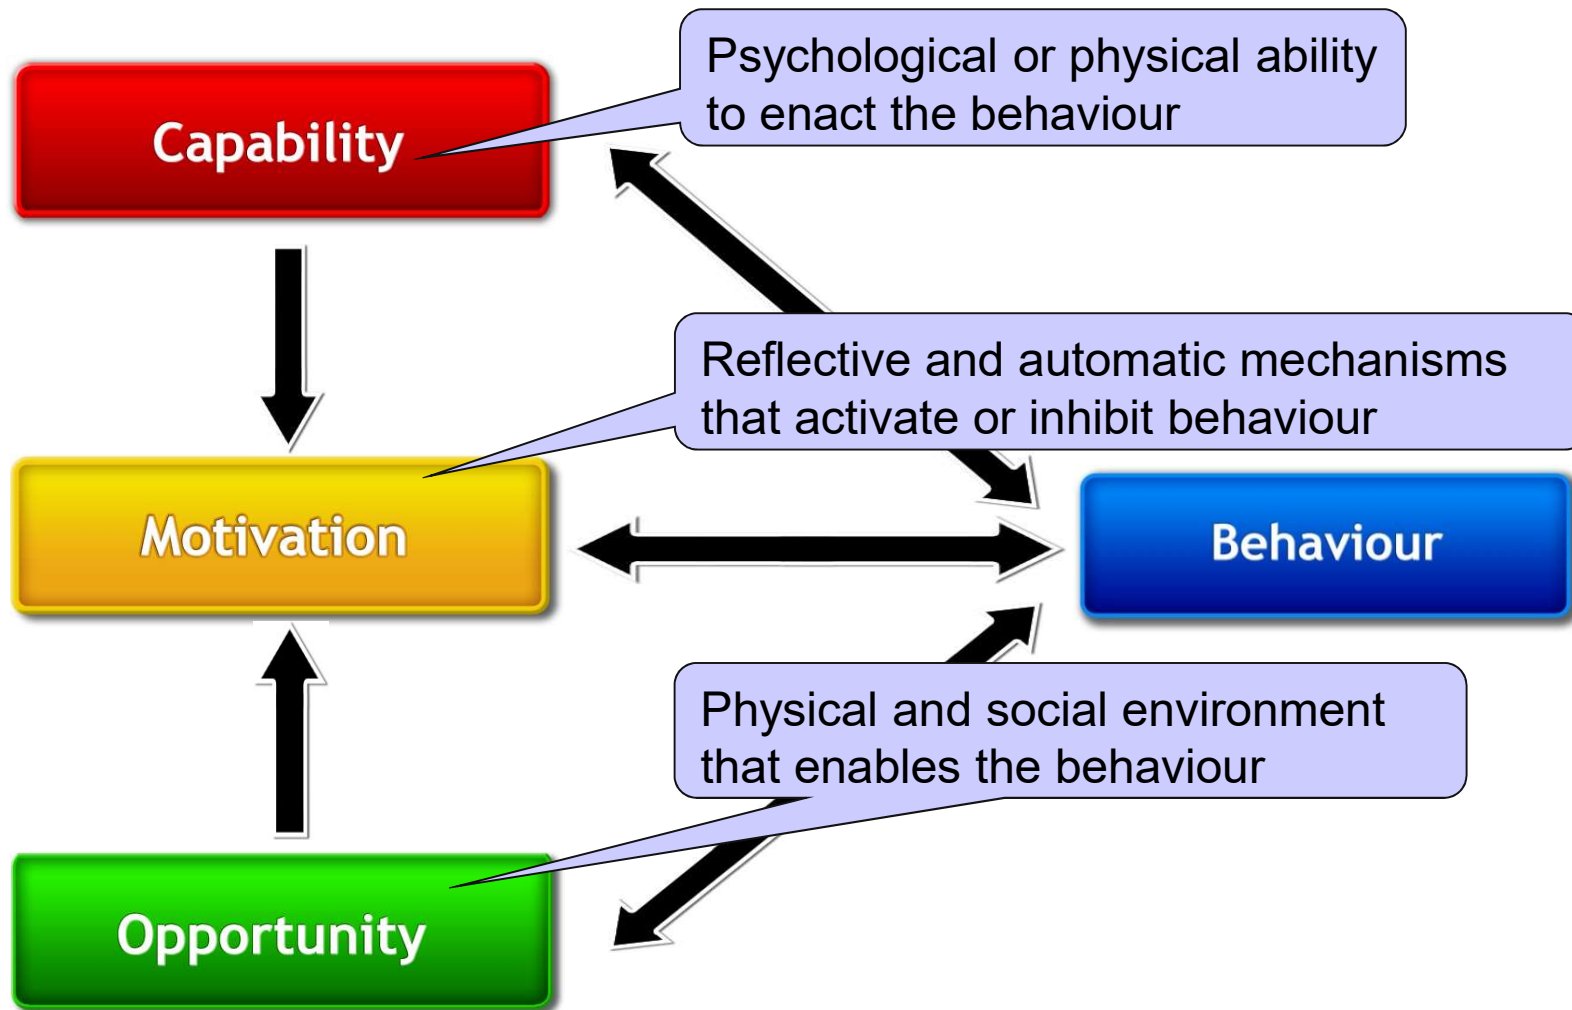 Psychological or physical ability
to enact the behaviour
Capability
Reflective and automatic mechanisms
that activate or inhibit behaviour
Motivation
Behaviour
Physical and social environment
that enables the behaviour
Opportunity